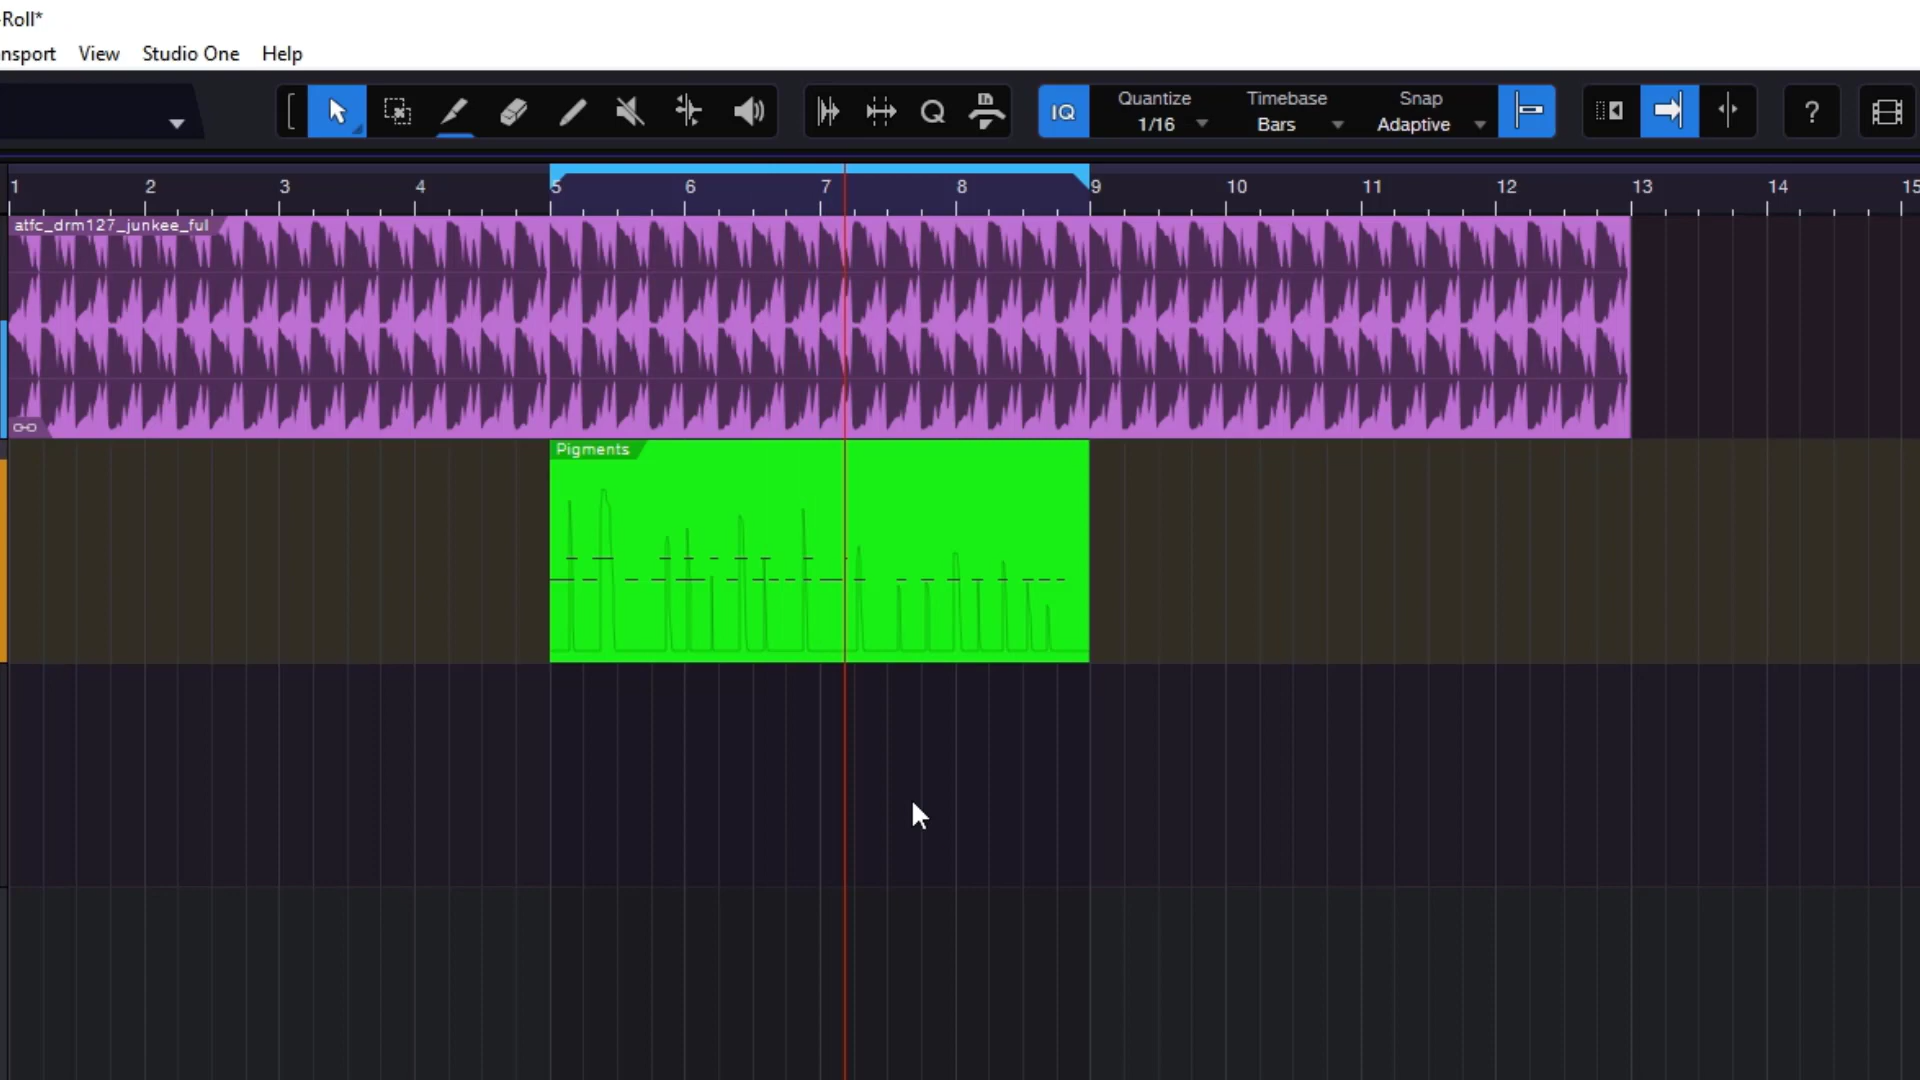 -Roll*
nsport View Studio One Help
IQ Quantize Timebase Snap
1/16 Bars Adaptive ?
1 2 3 4 5 6 7 8 9 10 11 12 13 14 15
atfc_drm127_junkee_ful
Pigments